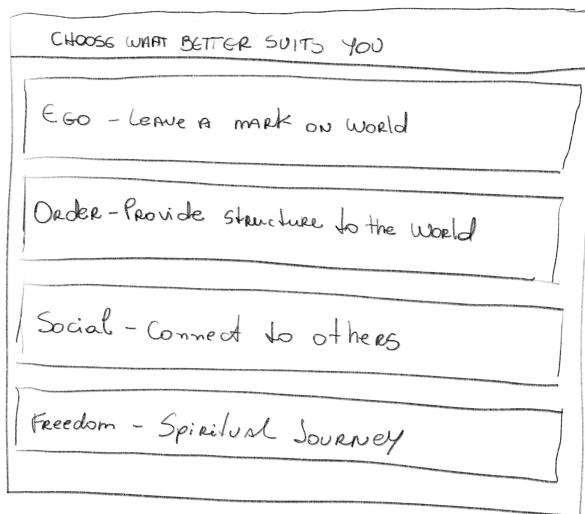 CHOOSE WHAT BETTER SUITS YOU
EGO - Leave a mark on world
Order - Provide structure to the world
Social - Connect to others
Freedom - Spiritual Journey